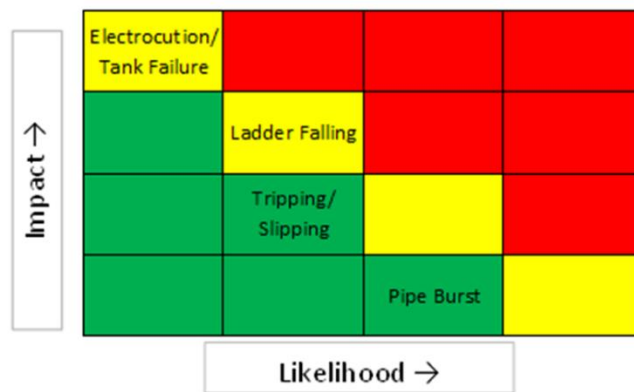 Electrocution/
Tank Failure
Ladder Falling
Tripping/
Slipping
Pipe Burst
Impact →
Likelihood →